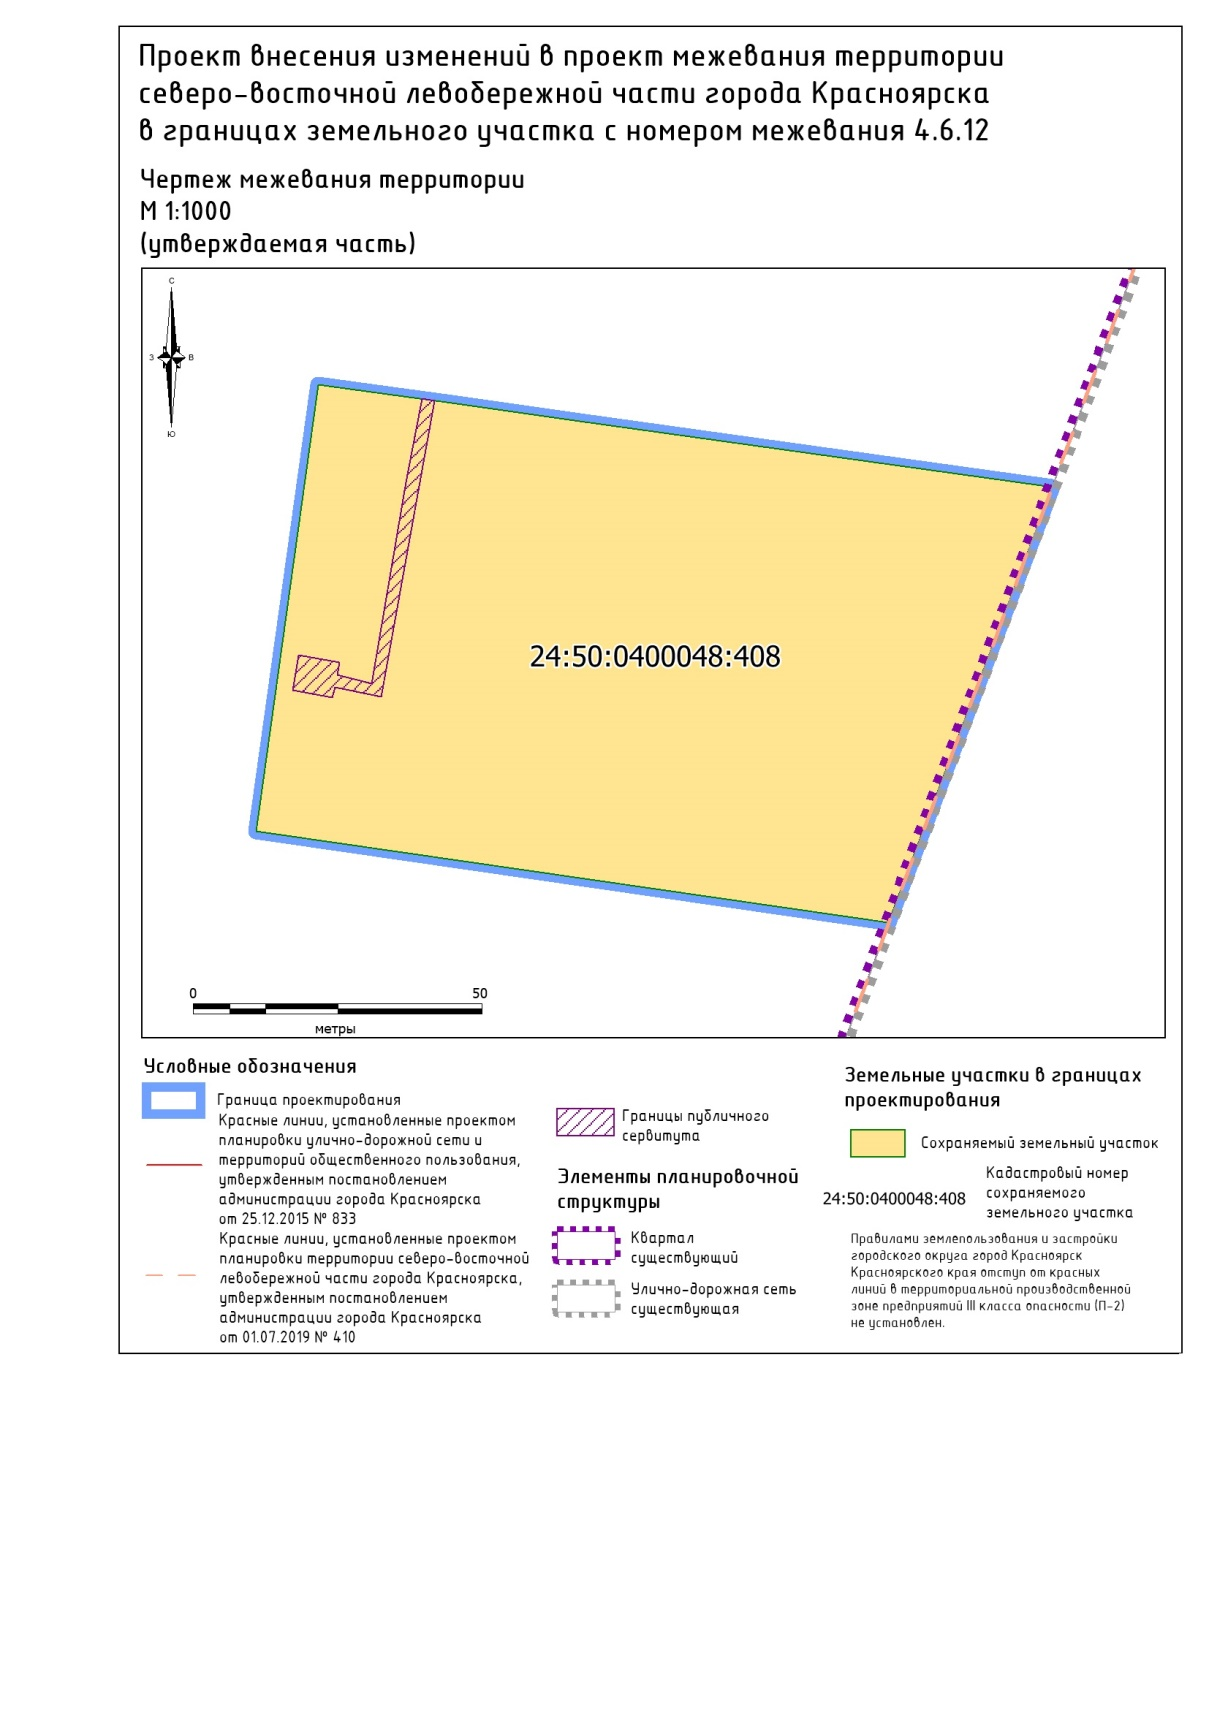 Проект внесения изменений в проект межевания территории
северо-восточной левобережной части города Красноярска
в границах земельного участка с номером межевания 4.6.12
Чертеж межевания территории
М 1:1000
(утверждаемая часть)
С
З
В
Ю
24:50:0400048:408
0
50
метры
Условные обозначения
Граница проектирования
Красные линии, установленные проектом
планировки улично-дорожной сети и
территорий общественного пользования,
утвержденным постановлением
администрации города Красноярска
от 25.12.2015 № 833
Красные линии, установленные проектом
планировки территории северо-восточной
левобережной части города Красноярска,
утвержденным постановлением
администрации города Красноярска
от 01.07.2019 № 410
Границы публичного
сервитута
Элементы планировочной
структуры
Квартал
существующий
Улично-дорожная сеть
существующая
Земельные участки в границах
проектирования
Сохраняемый земельный участок
24:50:0400048:408
Кадастровый номер
сохраняемого
земельного участка
Правилами землепользования и застройки
городского округа город Красноярск
Красноярского края отступ от красных
линий в территориальной производственной
зоне предприятий III класса опасности (П-2)
не установлен.